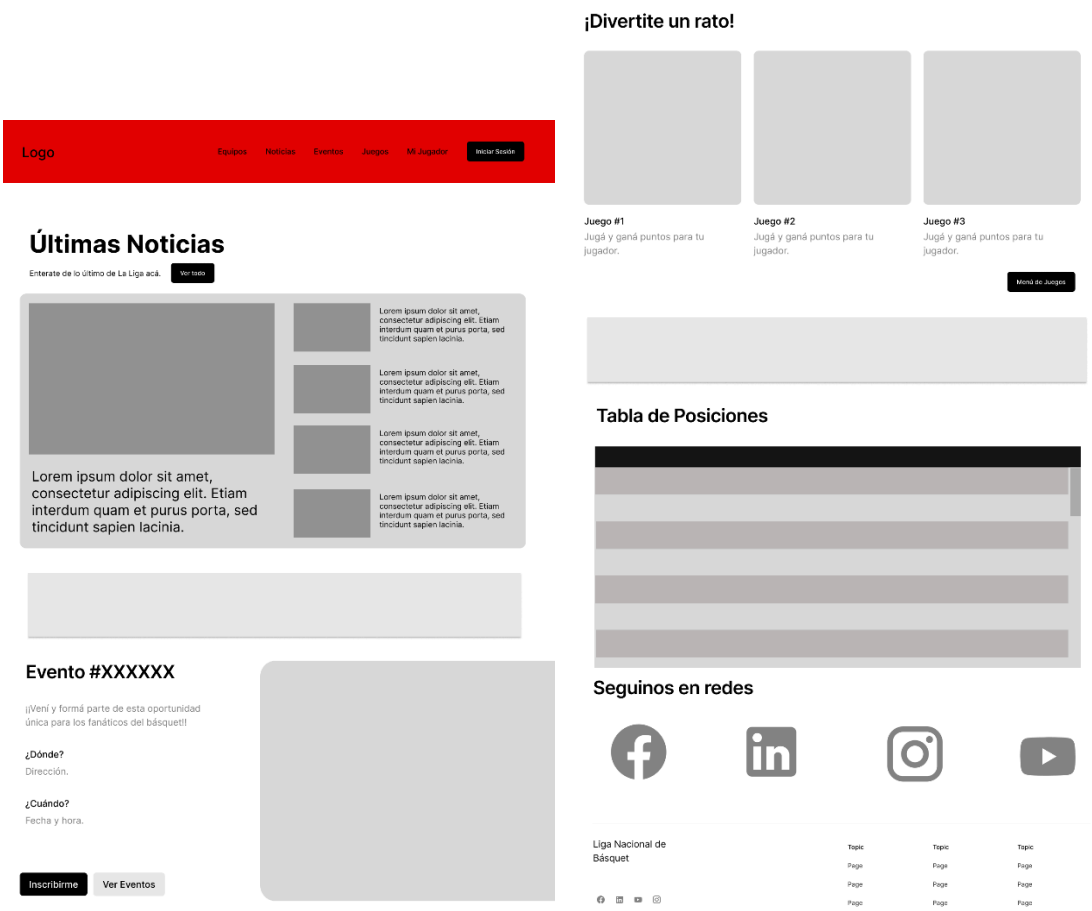 Logo
Equipos
Noticias
Eventos
Juegos
Mi Jugador
Iniciar Sesión
Últimas Noticias
Enterate de lo último de La Liga acá.
Ver todo
Lorem ipsum dolor sit amet,
consectetur adipiscing elit. Etiam
interdum quam et purus porta, sed
tincidunt sapien lacinia.
Lorem ipsum dolor sit amet,
consectetur adipiscing elit. Etiam
interdum quam et purus porta, sed
tincidunt sapien lacinia.
Lorem ipsum dolor sit amet,
consectetur adipiscing elit. Etiam
interdum quam et purus porta, sed
tincidunt sapien lacinia.
Lorem ipsum dolor sit amet,
consectetur adipiscing elit. Etiam
interdum quam et purus porta, sed
tincidunt sapien lacinia.
Lorem ipsum dolor sit amet,
consectetur adipiscing elit. Etiam
interdum quam et purus porta, sed
tincidunt sapien lacinia.
Evento #XXXXXX
¡¡Vení y formá parte de esta oportunidad
única para los fanáticos del básquet!!
¿Dónde?
Dirección.
¿Cuándo?
Fecha y hora.
Inscribirme
Ver Eventos
¡Divertite un rato!
Juego #1
Jugá y ganá puntos para tu
jugador.
Juego #2
Jugá y ganá puntos para tu
jugador.
Juego #3
Jugá y ganá puntos para tu
jugador.
Menú de Juegos
Tabla de Posiciones
Seguinos en redes
Liga Nacional de
Básquet
Topic
Page
Page
Page
Topic
Page
Page
Page
Topic
Page
Page
Page